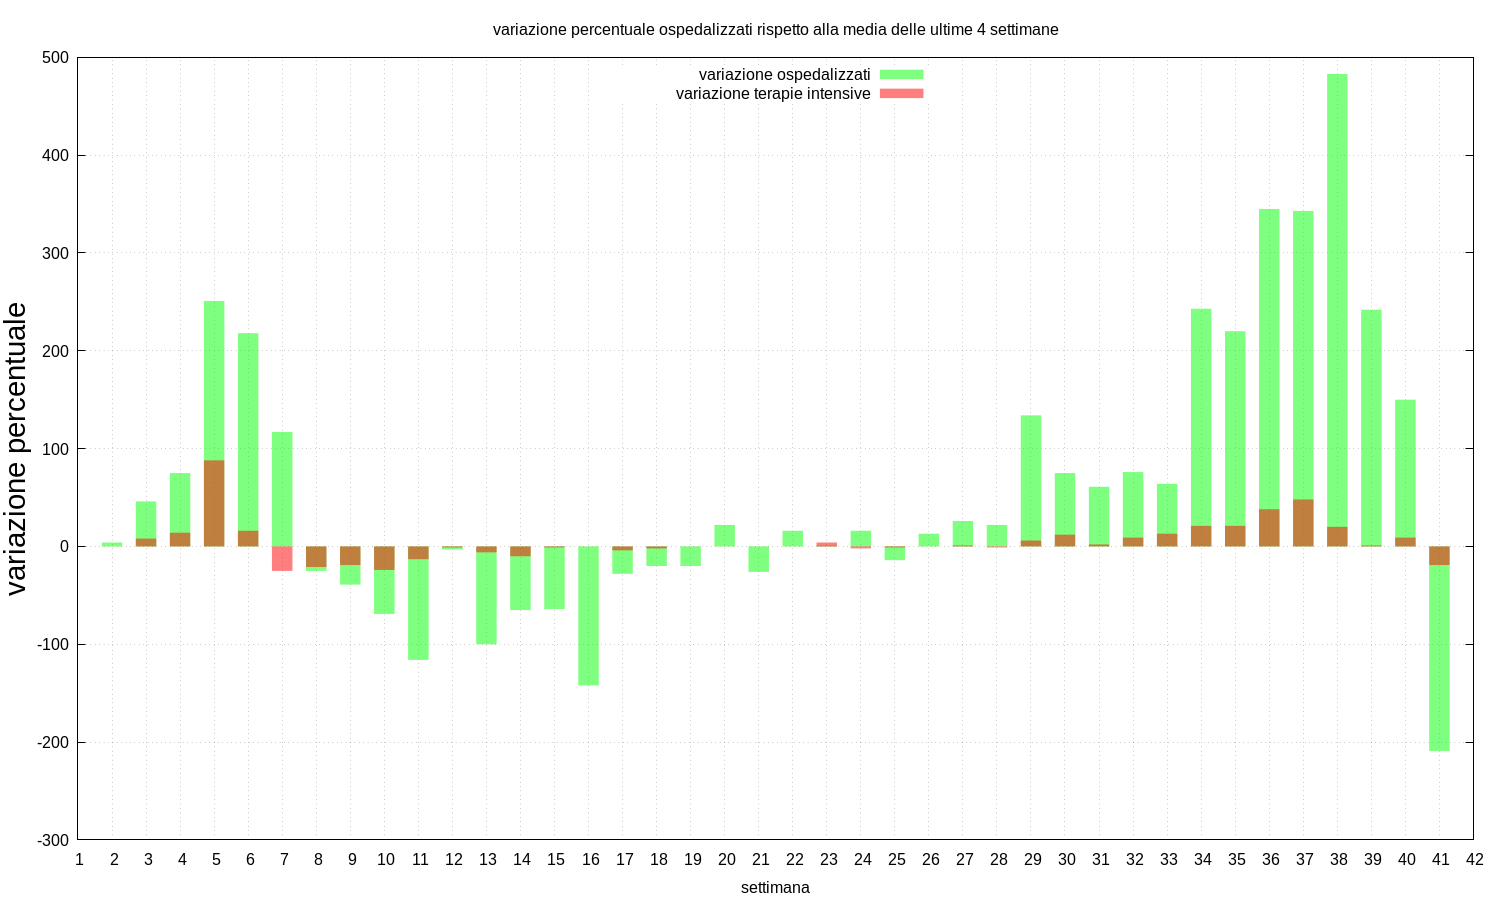 variazione percentuale ospedalizzati rispetto alla media delle ultime 4 settimane
variazione ospedalizzati
variazione terapie intensive
500
400
300
200
100
0
-100
-200
-300
variazione percentuale
1 2 3 4 5 6 7 8 9 10 11 12 13 14 15 16 17 18 19 20 21 22 23 24 25 26 27 28 29 30 31 32 33 34 35 36 37 38 39 40 41 42
settimana